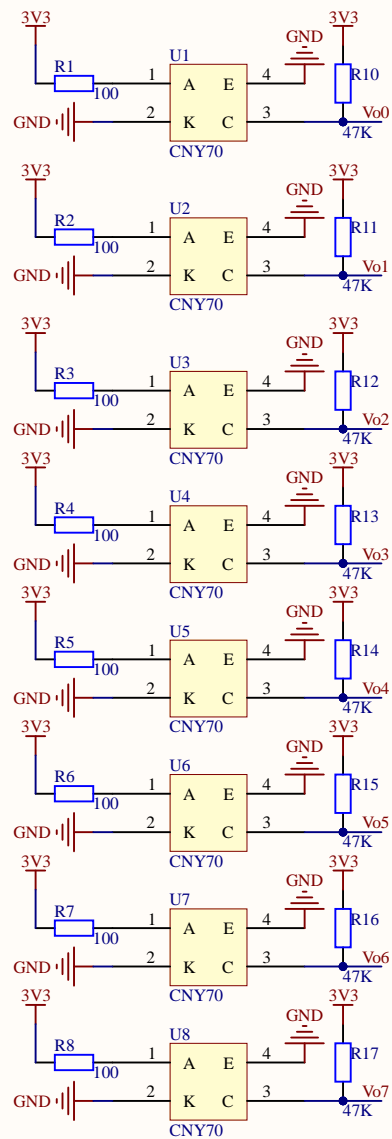 3V3 GND 3V3
R1 U1 R10
1 A E 4
100
GND 2 K C 3 Vo0
CNY70 47K
3V3 GND 3V3
R2 U2 R11
1 A E 4
100
GND 2 K C 3 Vo1
CNY70 47K
3V3 GND 3V3
R3 U3 R12
1 A E 4
100
GND 2 K C 3 Vo2
CNY70 47K
3V3 GND 3V3
R4 U4 R13
1 A E 4
100
GND 2 K C 3 Vo3
CNY70 47K
3V3 GND 3V3
R5 U5 R14
1 A E 4
100
GND 2 K C 3 Vo4
CNY70 47K
3V3 GND 3V3
R6 U6 R15
1 A E 4
100
GND 2 K C 3 Vo5
CNY70 47K
3V3 GND 3V3
R7 U7 R16
1 A E 4
100
GND 2 K C 3 Vo6
CNY70 47K
3V3 GND 3V3
R8 U8 R17
1 A E 4
100
GND 2 K C 3 Vo7
CNY70 47K